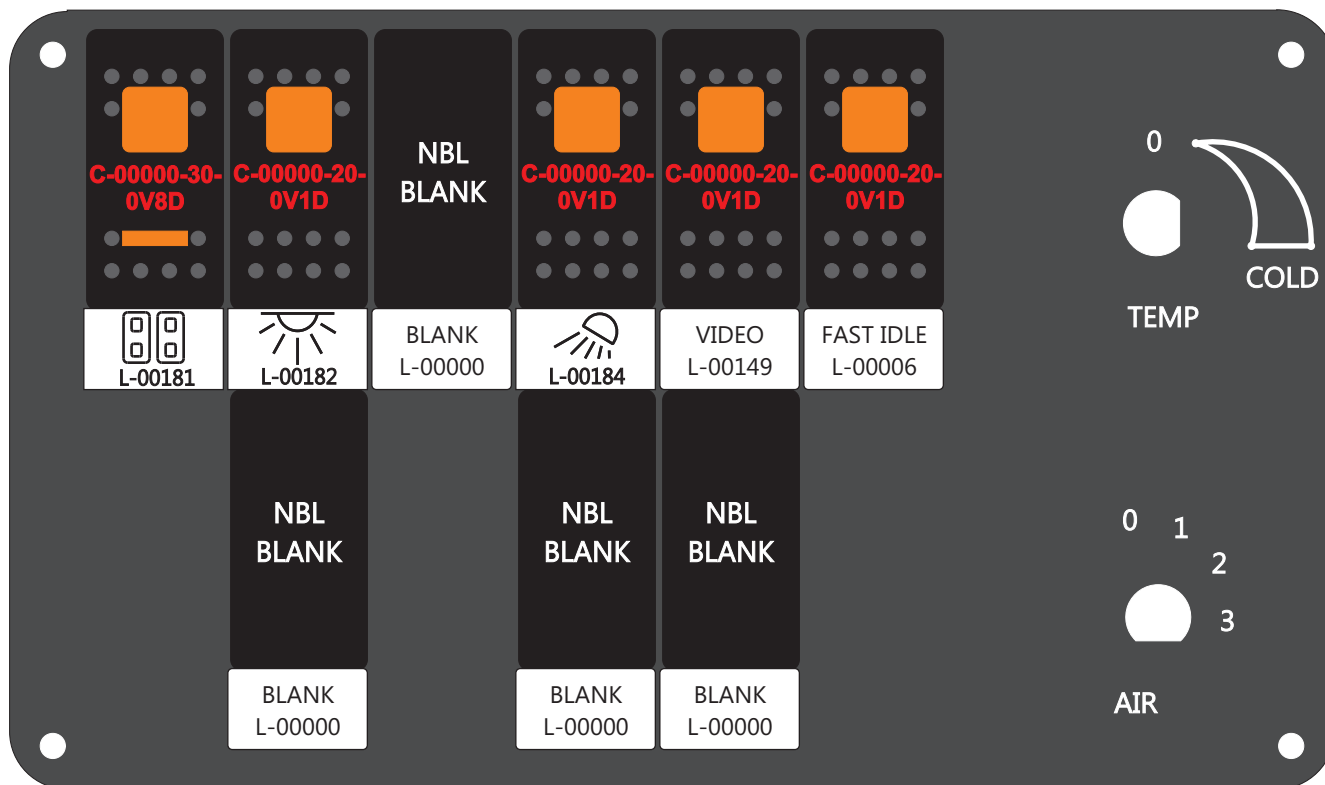 C-00000-30-
0V8D
C-00000-20-
0V1D
NBL
BLANK
C-00000-20-
0V1D
C-00000-20-
0V1D
C-00000-20-
0V1D
L-00181
L-00182
BLANK
L-00000
L-00184
VIDEO
L-00149
FAST IDLE
L-00006
0
COLD
TEMP
NBL
BLANK
NBL
BLANK
NBL
BLANK
BLANK
L-00000
BLANK
L-00000
BLANK
L-00000
0
1
2
3
AIR